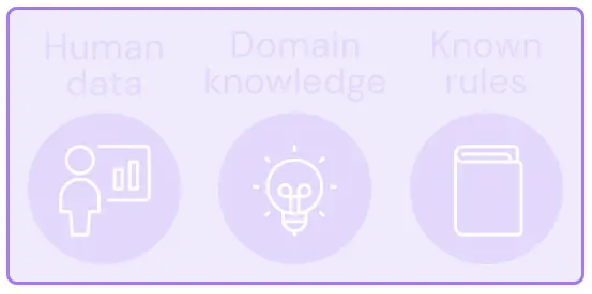 Human
data
Domain
knowledge
Known
rules